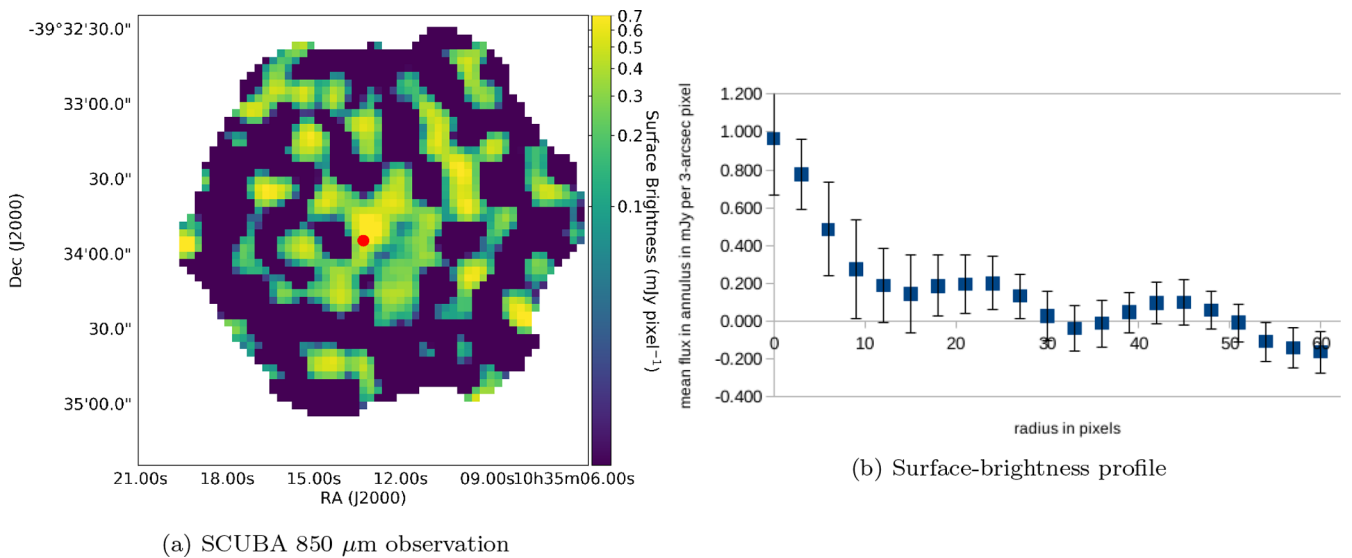 -39°32'30.0"
33'00.0"
30.0"
34'00.0"
30.0"
35'00.0"
Dec (J2000)
21.00s 18.00s 15.00s 12.00s 09.00s10h35m06.00s
RA (J2000)
0.7
0.6
0.5
0.4
0.3
0.2
0.1
Surface Brightness (mJy pixel⁻¹)
(a) SCUBA 850 μm observation
mean flux in annulus in mJy per 3-arcsec pixel
1.200
1.000
0.800
0.600
0.400
0.200
0.000
-0.200
-0.400
0 10 20 30 40 50 60
radius in pixels
(b) Surface-brightness profile